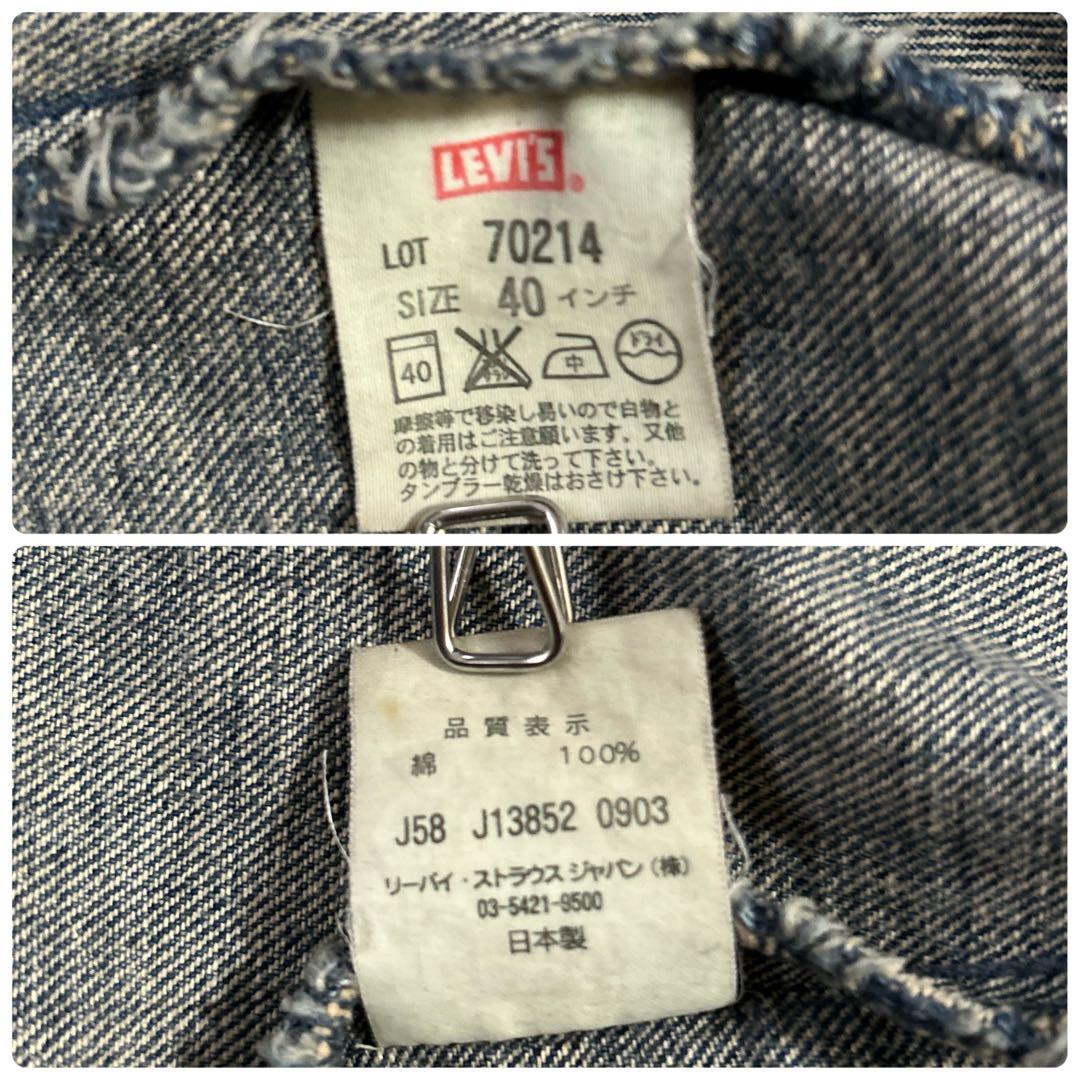 LEVI'S®
LOT 70214
SIZE 40 インチ
40 中 ドライ
摩擦等で移染し易いので白物と
の着用はご注意願います。又他
の物と分けて洗って下さい。
タンブラー乾燥はおさけ下さい。
品質表示
綿 100%
J58 J13852 0903
リーバイ・ストラウス ジャパン(株)
03-5421-9500
日本製